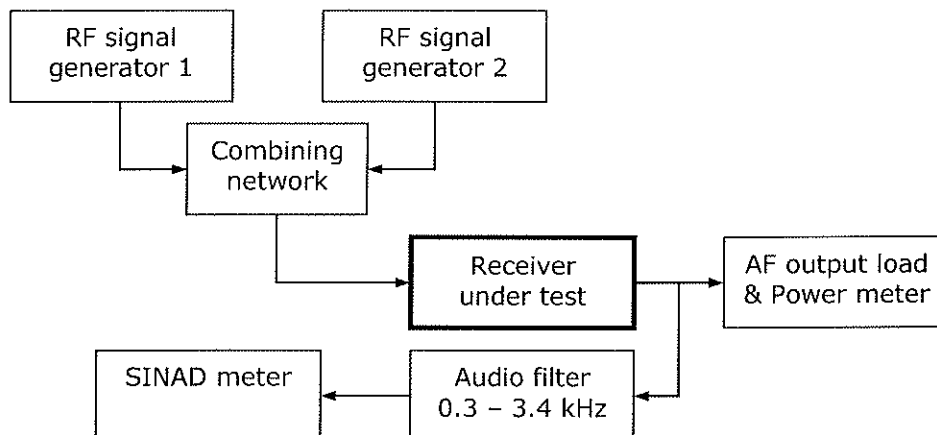 RF signal
generator 1
RF signal
generator 2
Combining
network
Receiver
under test
AF output load
& Power meter
SINAD meter
Audio filter
0.3 – 3.4 kHz